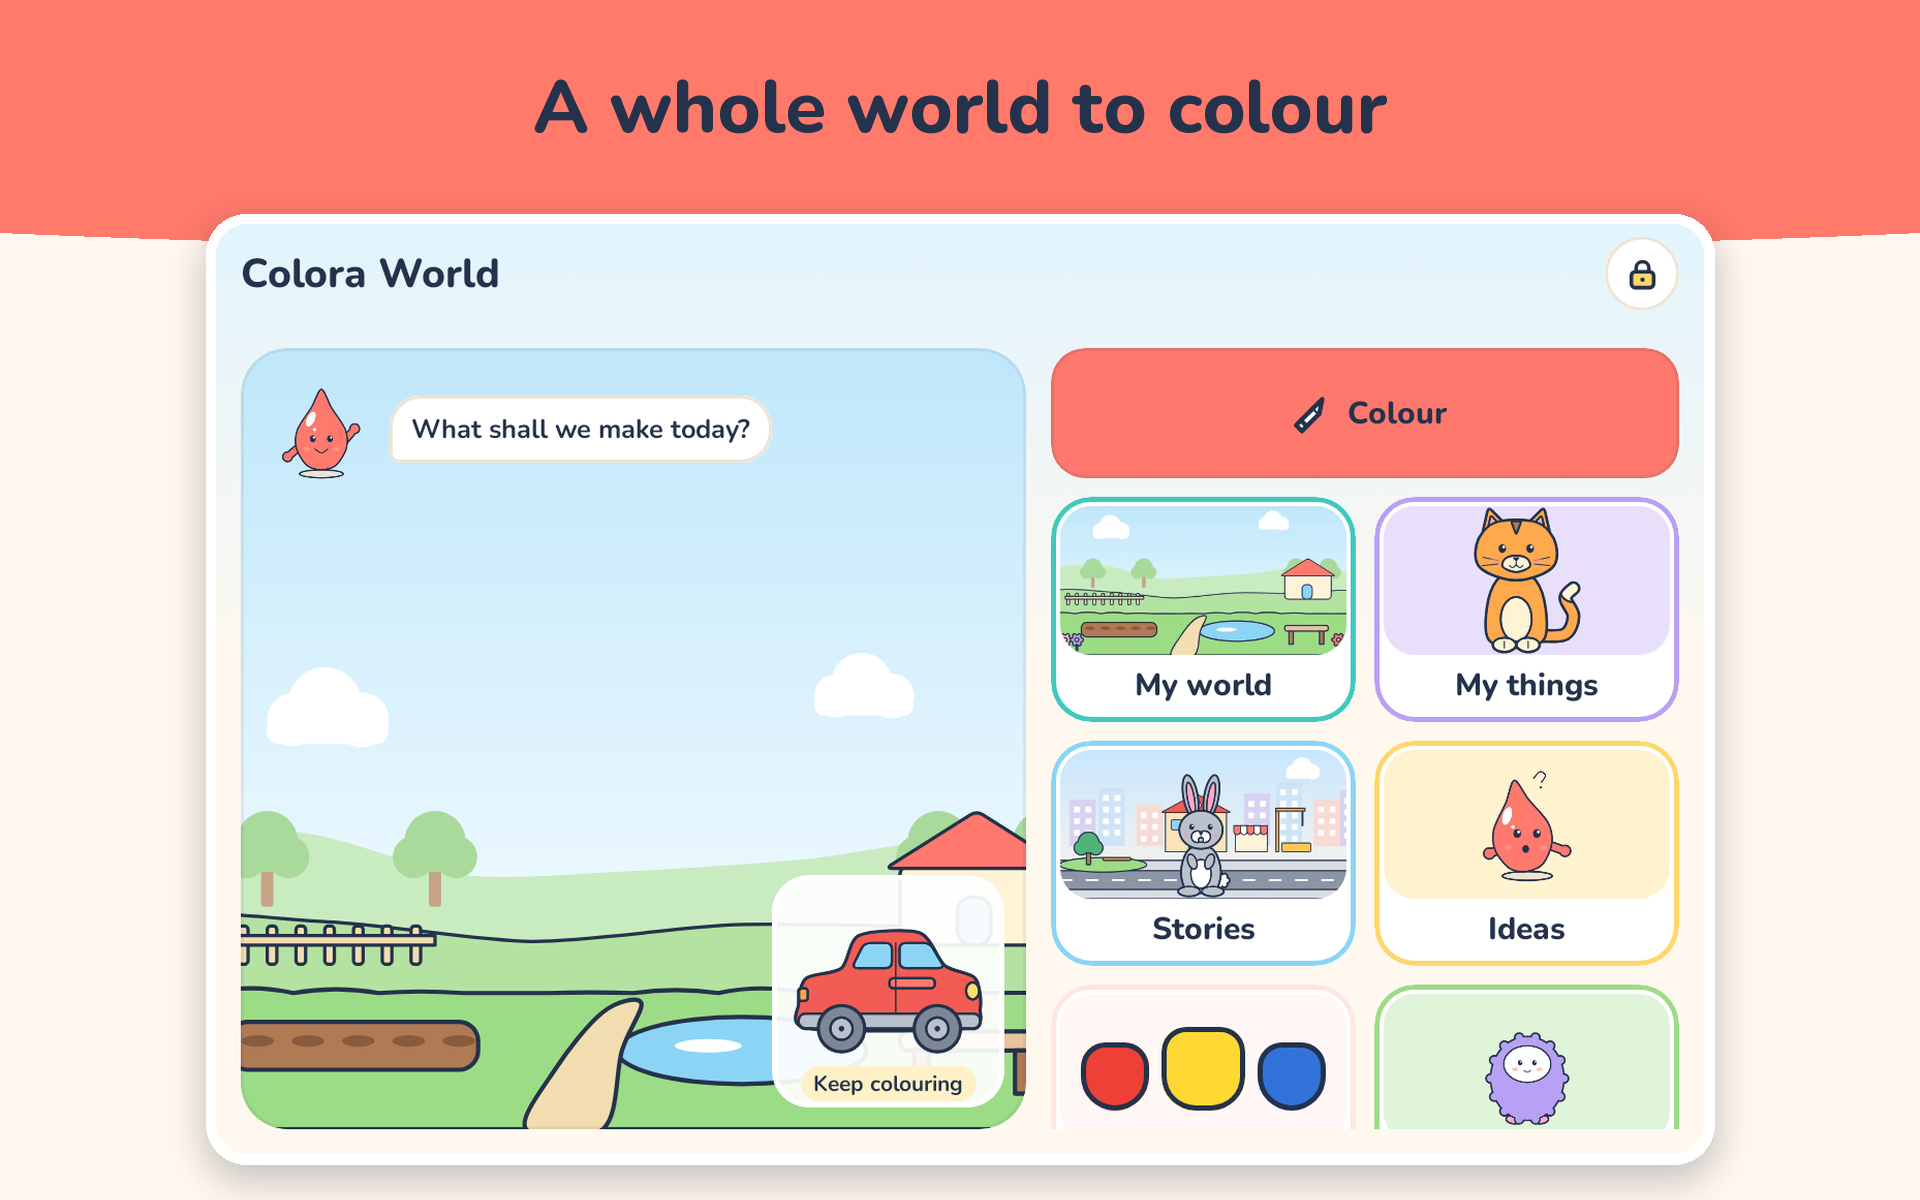 A whole world to colour
Colora World
What shall we make today?
Keep colouring
Colour
My world
My things
Stories
?
Ideas